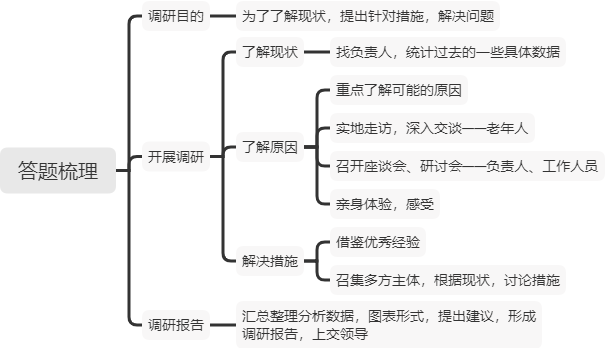 答题梳理
调研目的
为了了解现状，提出针对措施，解决问题
开展调研
了解现状
找负责人，统计过去的一些具体数据
了解原因
重点了解可能的原因
实地走访，深入交谈——老年人
召开座谈会、研讨会——负责人、工作人员
亲身体验，感受
解决措施
借鉴优秀经验
召集多方主体，根据现状，讨论措施
调研报告
汇总整理分析数据，图表形式，提出建议，形成
调研报告，上交领导